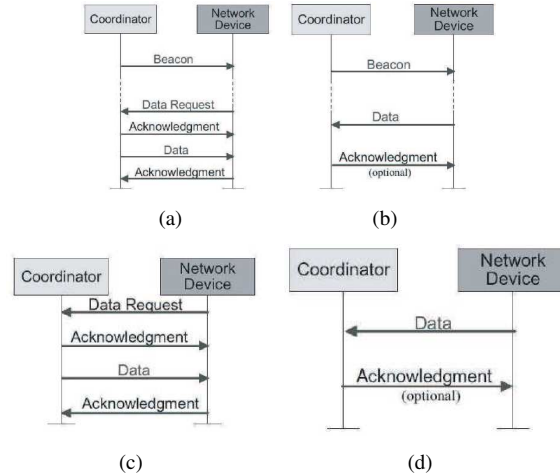 Coordinator
Network
Device
Beacon
Data Request
Acknowledgment
Data
Acknowledgment
(a)
Coordinator
Network
Device
Beacon
Data
Acknowledgment
(optional)
(b)
Coordinator
Network
Device
Data Request
Acknowledgment
Data
Acknowledgment
(c)
Coordinator
Network
Device
Data
Acknowledgment
(optional)
(d)